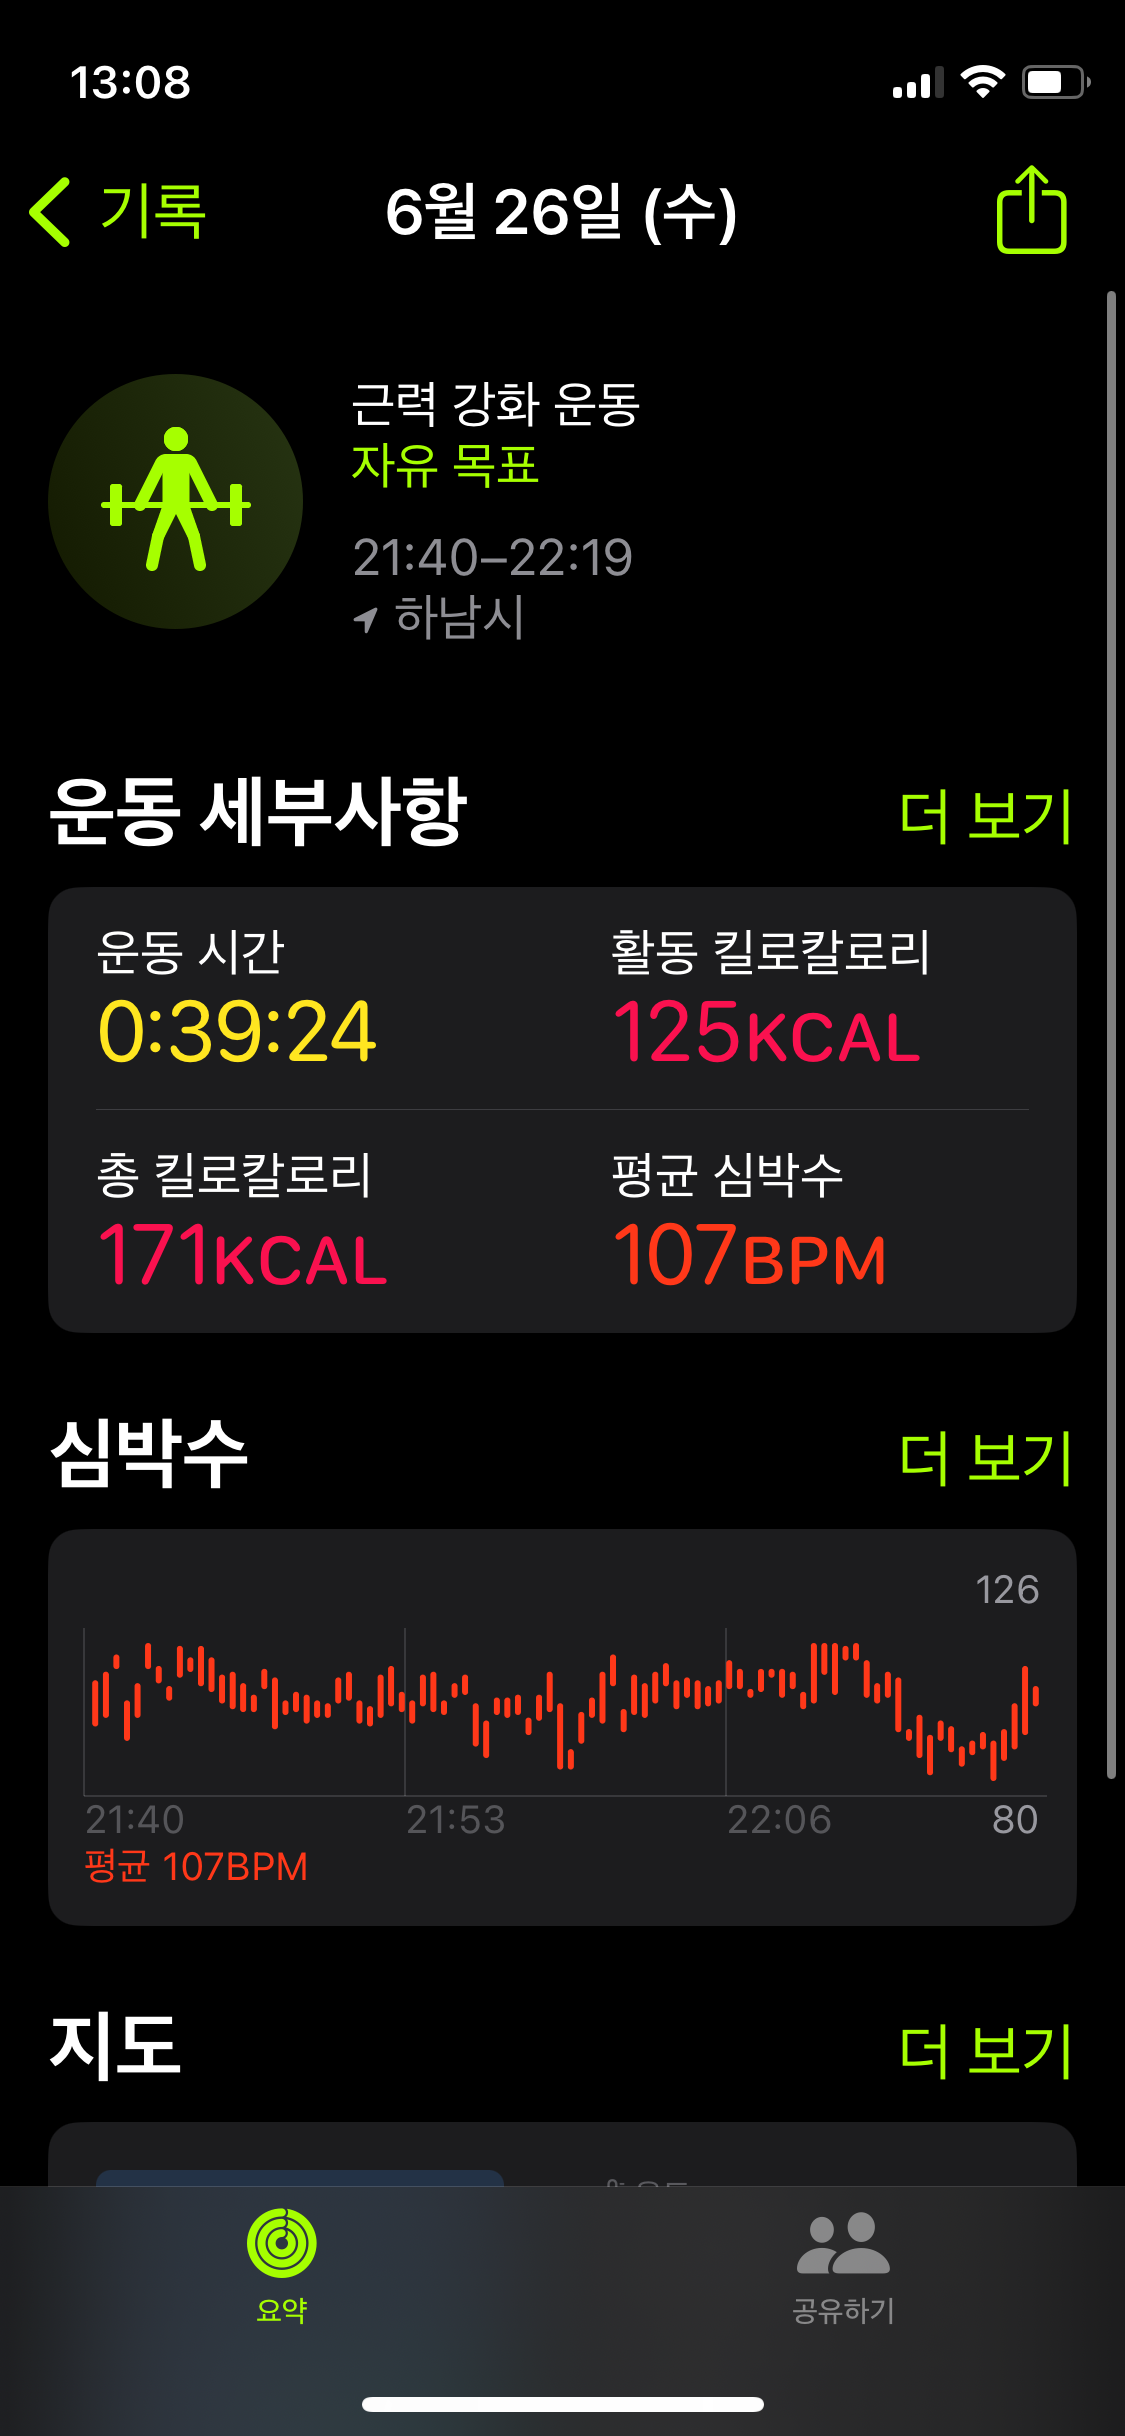 13:08
기록
6월 26일 (수)
근력 강화 운동
자유 목표
21:40–22:19
하남시
운동 세부사항
더 보기
운동 시간
활동 킬로칼로리
0:39:24
125KCAL
총 킬로칼로리
평균 심박수
171KCAL
107BPM
심박수
더 보기
126
21:40
21:53
22:06
80
평균 107BPM
지도
더 보기
요약
공유하기